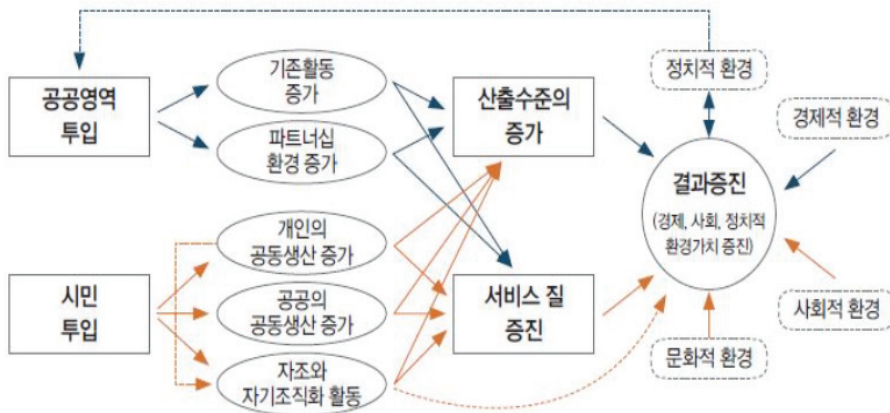 정치적 환경
공공영역
투입
기존활동
증가
파트너십
환경 증가
산출수준의
증가
경제적 환경
결과증진
(경제, 사회, 정치적
환경가치 증진)
시민
투입
개인의
공동생산 증가
공공의
공동생산 증가
자조와
자기조직화 활동
서비스 질
증진
사회적 환경
문화적 환경